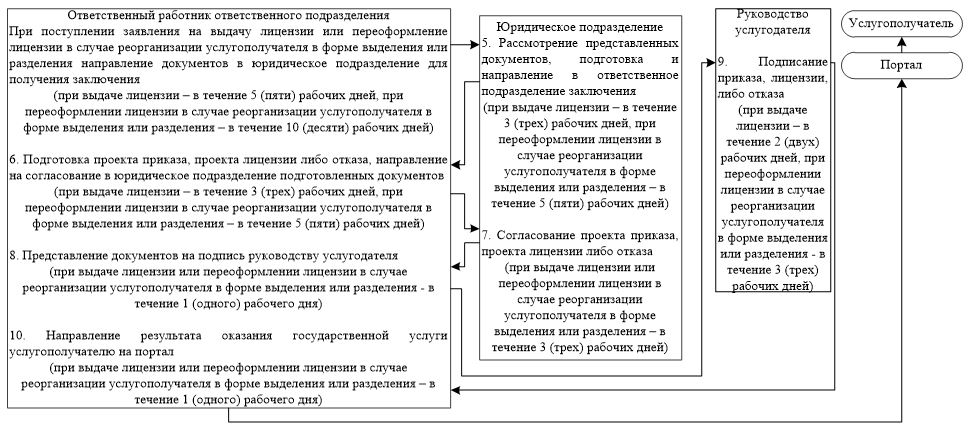 Ответственный работник ответственного подразделения
При поступлении заявления на выдачу лицензии или переоформление
лицензии в случае реорганизации услугополучателя в форме выделения или
разделения направление документов в юридическое подразделение для
получения заключения
(при выдаче лицензии – в течение 5 (пяти) рабочих дней, при
переоформлении лицензии в случае реорганизации услугополучателя в
форме выделения или разделения – в течение 10 (десяти) рабочих дней)
6. Подготовка проекта приказа, проекта лицензии либо отказа, направление
на согласование в юридическое подразделение подготовленных документов
(при выдаче лицензии – в течение 3 (трех) рабочих дней, при
переоформлении лицензии в случае реорганизации услугополучателя в
форме выделения или разделения – в течение 5 (пяти) рабочих дней)
8. Представление документов на подпись руководству услугодателя
(при выдаче лицензии или переоформлении лицензии в случае
реорганизации услугополучателя в форме выделения или разделения - в
течение 1 (одного) рабочего дня)
10. Направление результата оказания государственной услуги
услугополучателю на портал
(при выдаче лицензии или переоформлении лицензии в случае
реорганизации услугополучателя в форме выделения или разделения – в
течение 1 (одного) рабочего дня)
Юридическое подразделение
5. Рассмотрение представленных
документов, подготовка и
направление в ответственное
подразделение заключения
(при выдаче лицензии – в течение
3 (трех) рабочих дней, при
переоформлении лицензии в
случае реорганизации
услугополучателя в форме
выделения или разделения – в
течение 5 (пяти) рабочих дней)
7. Согласование проекта приказа,
проекта лицензии либо отказа
(при выдаче лицензии или
переоформлении лицензии в
случае реорганизации
услугополучателя в форме
выделения или разделения – в
течение 3 (трех) рабочих дней)
Руководство
услугодателя
9. Подписание
приказа, лицензии,
либо отказа
(при выдаче
лицензии – в
течение 2 (двух)
рабочих дней, при
переоформлении
лицензии в случае
реорганизации
услугополучателя
в форме выделения
или разделения - в
течение 3 (трех)
рабочих дней)
Услугополучатель
Портал